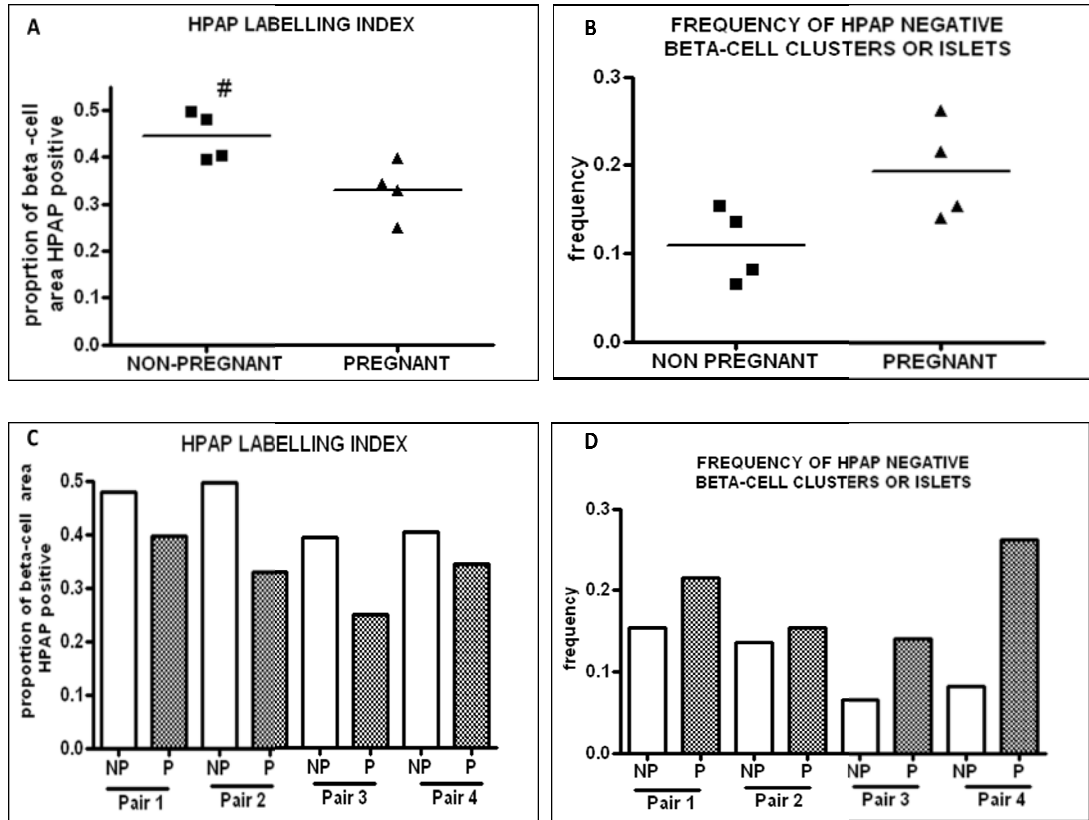 A
HPAP LABELLING INDEX
proprtion of beta -cell
area HPAP positive
0.5
0.4
0.3
0.2
0.1
0.0
#
NON-PREGNANT
PREGNANT
B
FREQUENCY OF HPAP NEGATIVE
BETA-CELL CLUSTERS OR ISLETS
frequency
0.3
0.2
0.1
0.0
NON PREGNANT
PREGNANT
C
HPAP LABELLING INDEX
proportion of beta-cell area
HPAP positive
0.5
0.4
0.3
0.2
0.1
0.0
NP P NP P NP P NP P
Pair 1 Pair 2 Pair 3 Pair 4
D
FREQUENCY OF HPAP NEGATIVE
BETA-CELL CLUSTERS OR ISLETS
frequency
0.3
0.2
0.1
0.0
NP P NP P NP P NP P
Pair 1 Pair 2 Pair 3 Pair 4